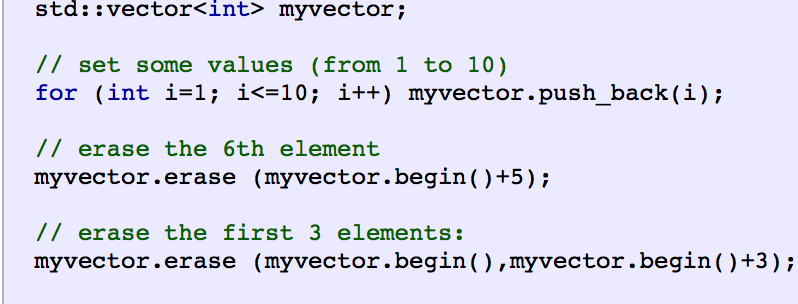 std::vector<int> myvector;
// set some values (from 1 to 10)
for (int i=1; i<=10; i++) myvector.push_back(i);
// erase the 6th element
myvector.erase (myvector.begin()+5);
// erase the first 3 elements:
myvector.erase (myvector.begin(),myvector.begin()+3);